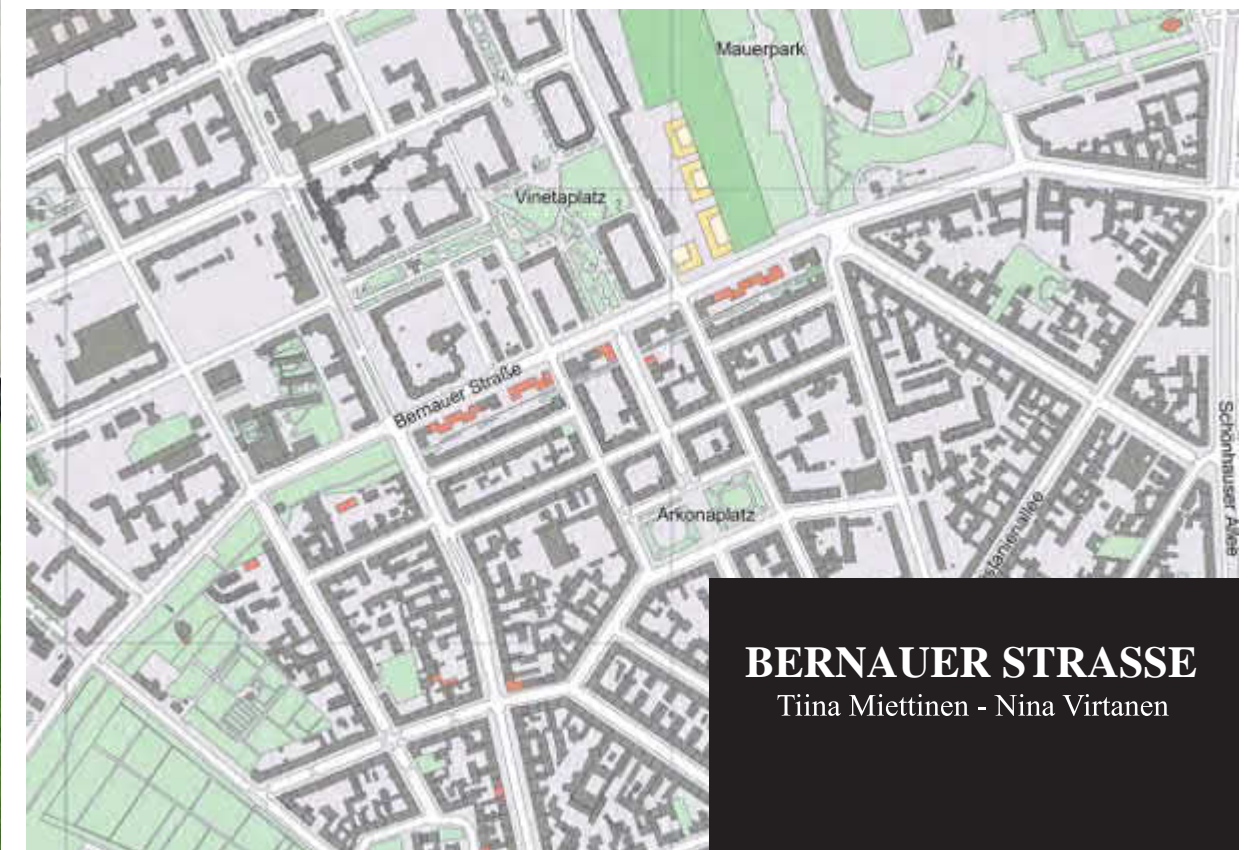 Mauerpark
Vinetaplatz
Bernauer Straße
Schönhauser Allee
Arkonaplatz
BERNAUER STRASSE
Tiina Miettinen - Nina Virtanen